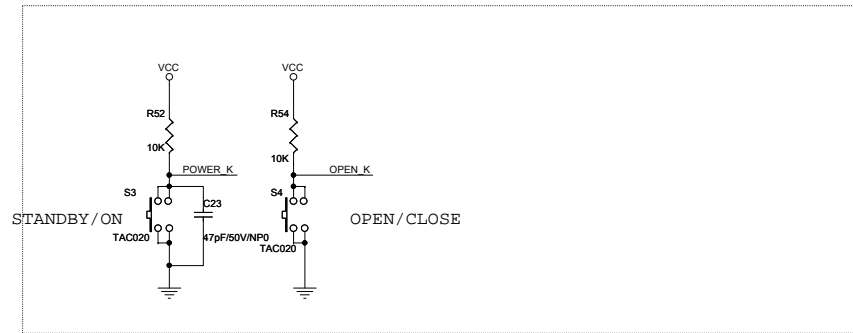 VCC
VCC
R52
R54
10K
10K
POWER_K
OPEN_K
S3
S4
C23
STANDBY/ON
OPEN/CLOSE
TAC020
47pF/50V/NP0
TAC020